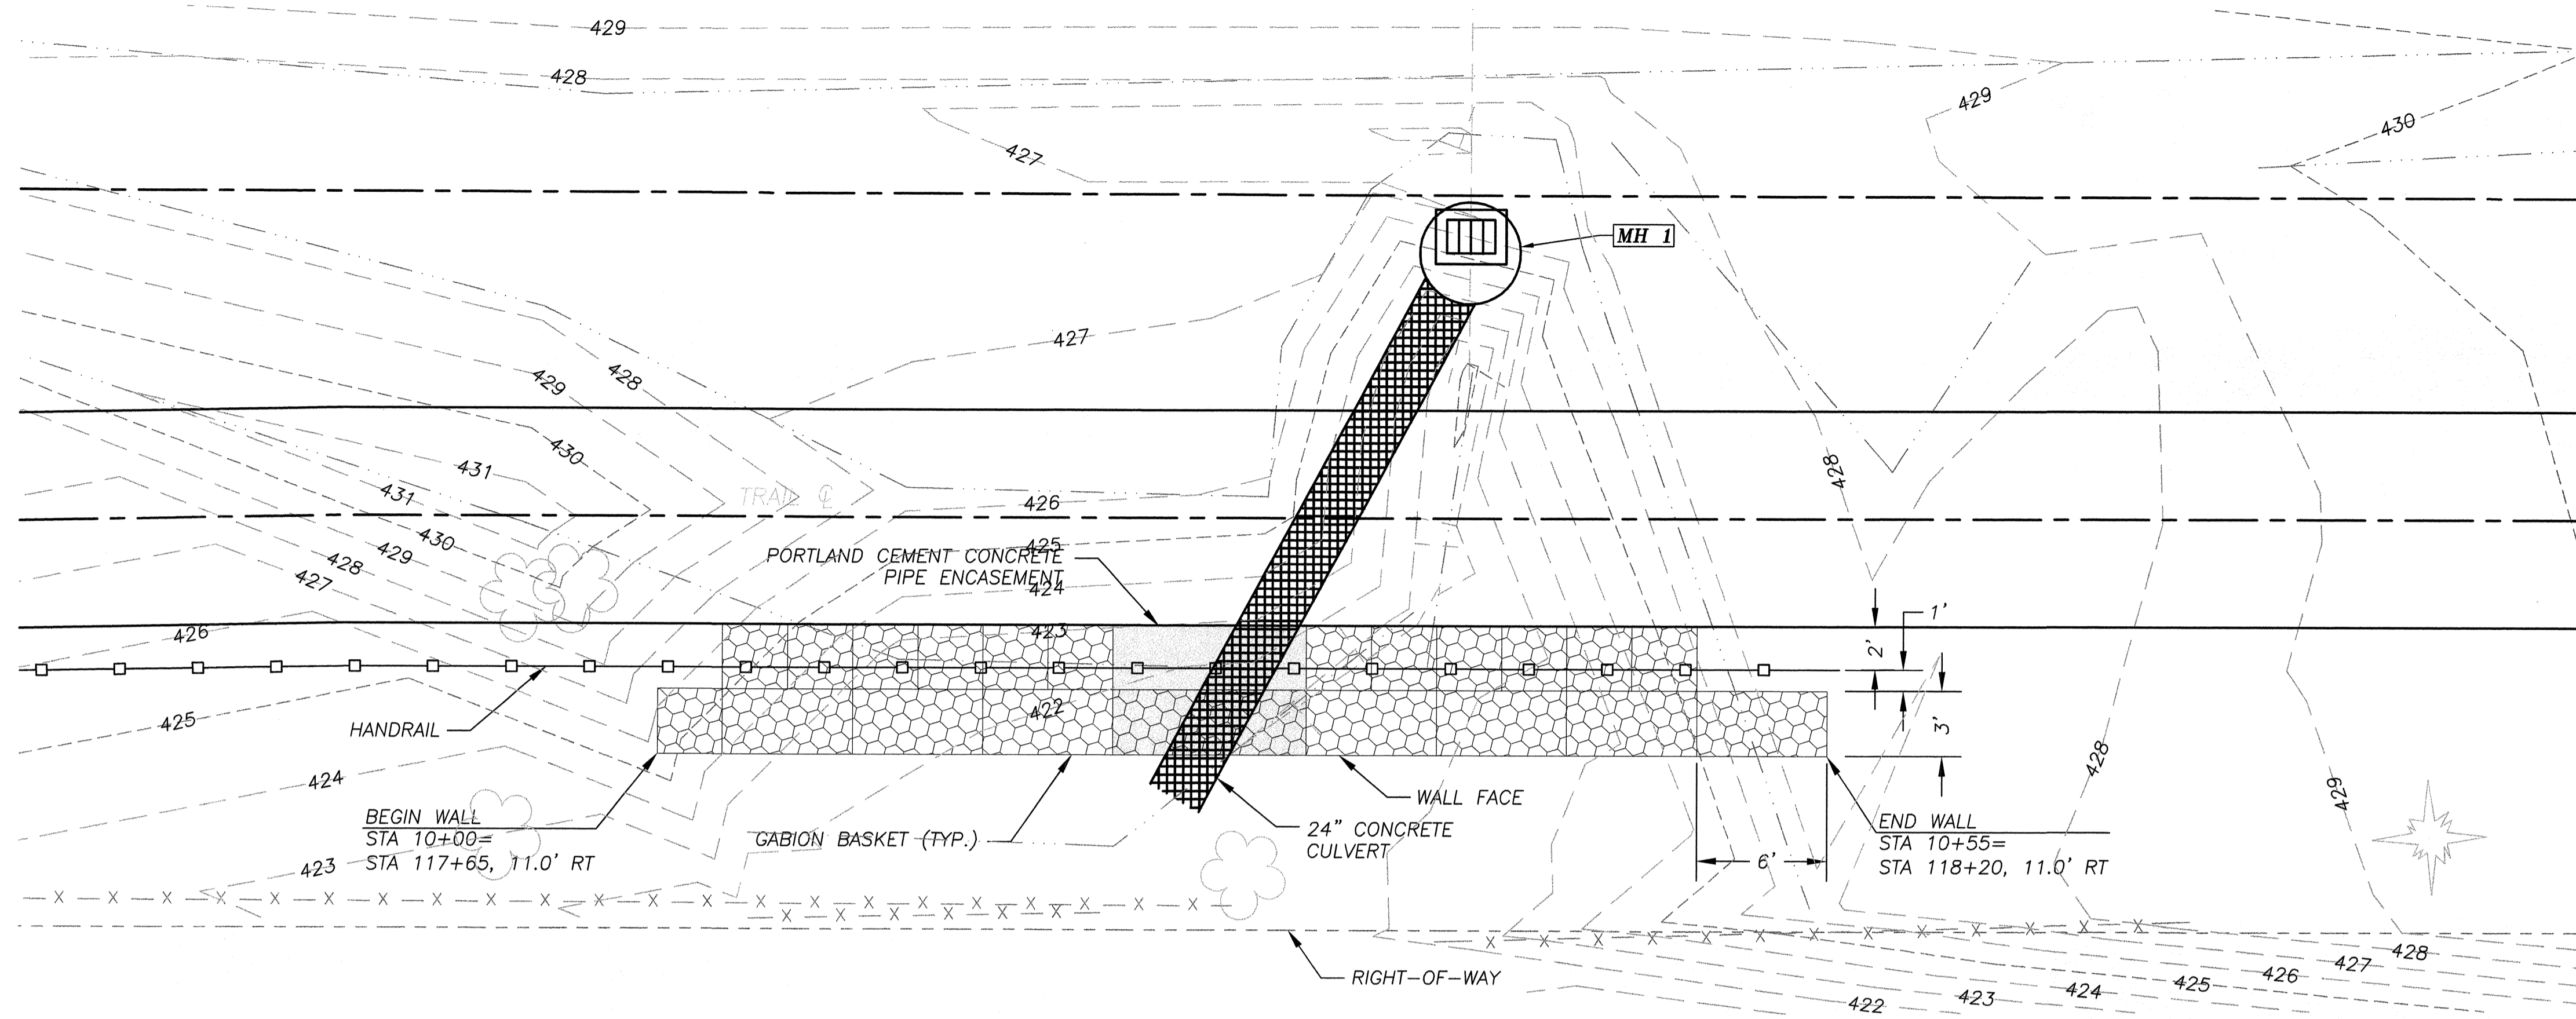 429
428
429
430
427
MH 1
427
429
428
430
431
431
428
TRAIL ℄
426
430
429
428
427
425
PORTLAND CEMENT CONCRETE
PIPE ENCASEMENT
424
426
423
1'
2'
3'
425
422
HANDRAIL
424
428
429
BEGIN WALL
STA 10+00=
STA 117+65, 11.0' RT
GABION BASKET (TYP.)
WALL FACE
24" CONCRETE
CULVERT
6'
END WALL
STA 10+55=
STA 118+20, 11.0' RT
423
X X X X X X X X X X X X X X X X X X X X X X
X X X X X X
X X X X X X X X X X X X X
RIGHT-OF-WAY
428
427
426
425
424
423
422